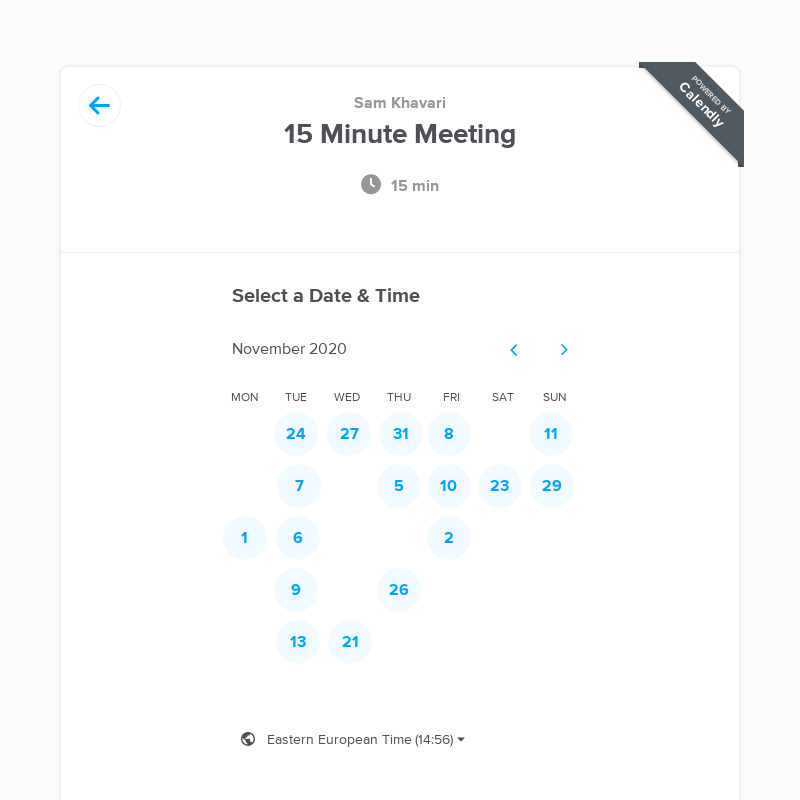 Sam Khavari
15 Minute Meeting
15 min
POWERED BY
Calendly
Select a Date & Time
November 2020
MON TUE WED THU FRI SAT SUN
24 27 31 8 11
7 5 10 23 29
1 6 2
9 26
13 21
Eastern European Time (14:56)